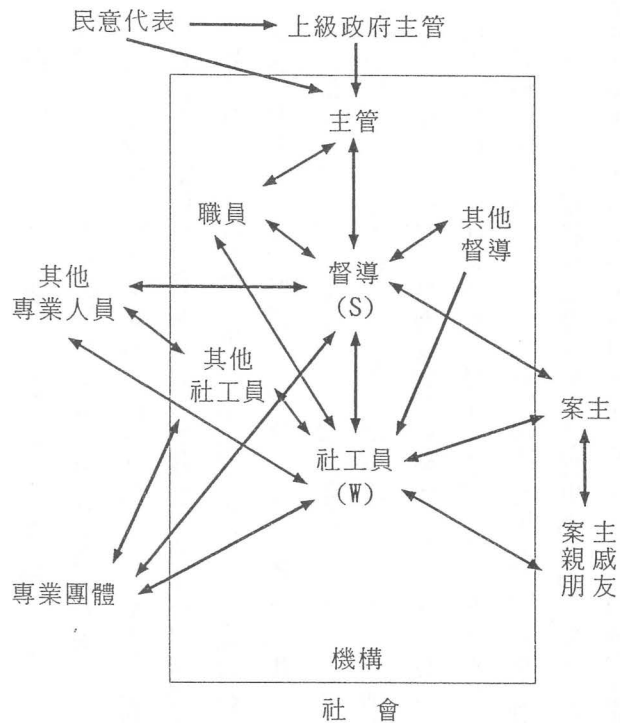 民意代表
上級政府主管
主管
職員
其他
督導
其他
專業人員
督導
(S)
其他
社工員
案主
社工員
(W)
案主
親戚
朋友
專業團體
機構
社會